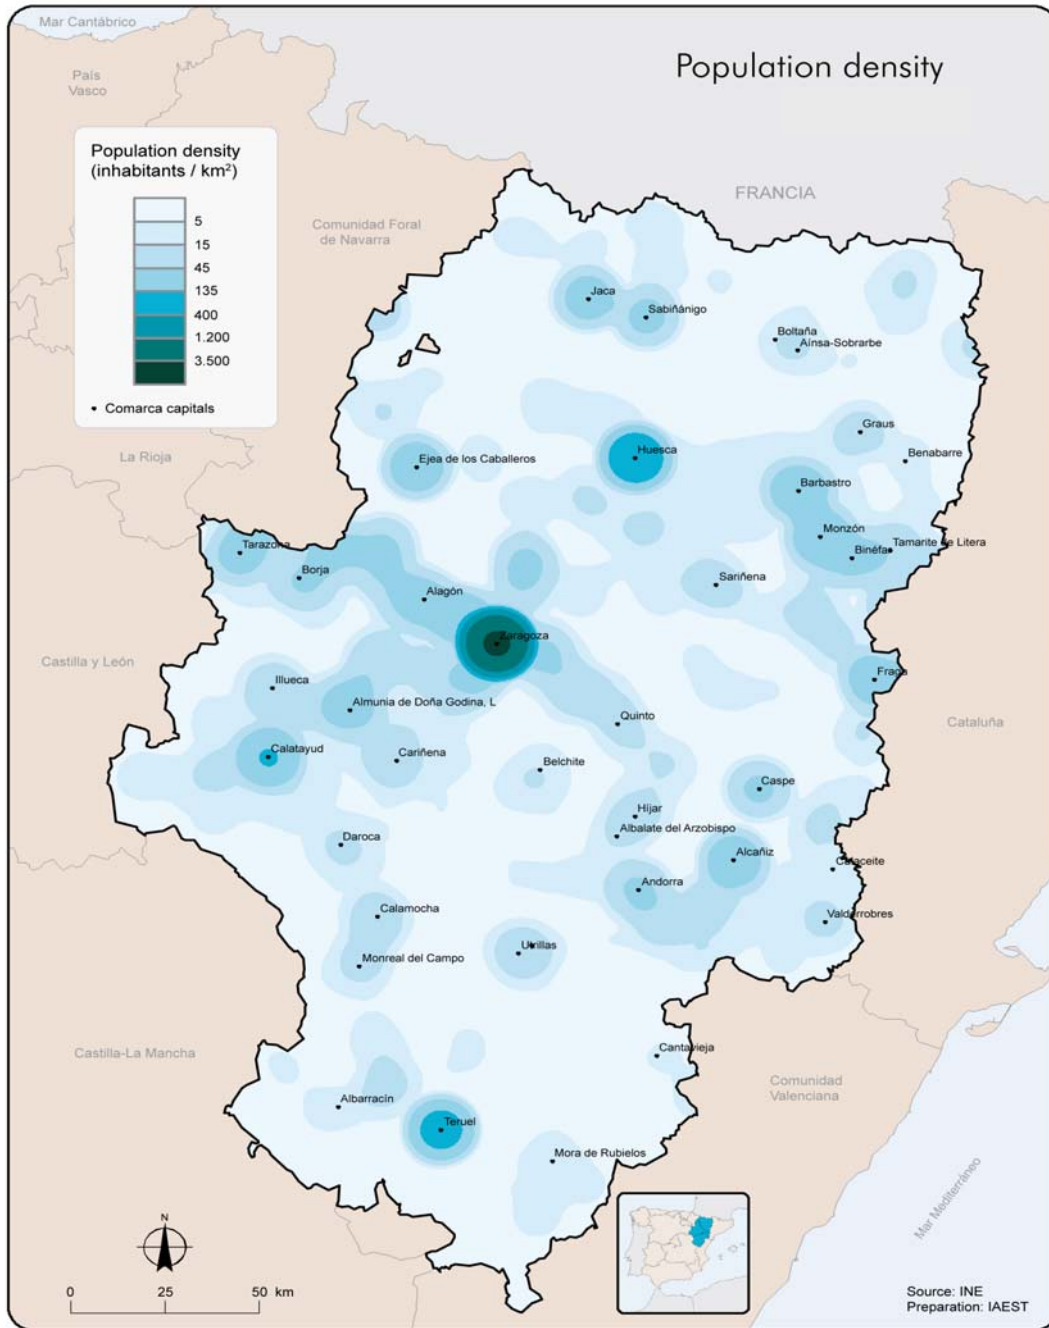 Mar Cantábrico
Population density
País
Vasco
Population density
(inhabitants / km²)
5
15
45
135
400
1.200
3.500
Comarca capitals
FRANCIA
Comunidad Foral
de Navarra
Jaca
Sabiñánigo
Boltaña
Aínsa-Sobrarbe
Graus
La Rioja
Ejea de los Caballeros
Huesca
Benabarre
Barbastro
Monzón
Tamarite de Litera
Binéfar
Tarazona
Borja
Alagón
Sariñena
Zaragoza
Castilla y León
Illueca
Fraga
Almunia de Doña Godina, L
Quinto
Cataluña
Calatayud
Cariñena
Belchite
Caspe
Híjar
Albalate del Arzobispo
Daroca
Alcañiz
Calaceite
Andorra
Calamocha
Valderrobres
Utrillas
Monreal del Campo
Castilla-La Mancha
Cantavieja
Comunidad
Valenciana
Albarracín
Teruel
Mora de Rubielos
Mar Mediterráneo
N
0 25 50 km
Source: INE
Preparation: IAEST